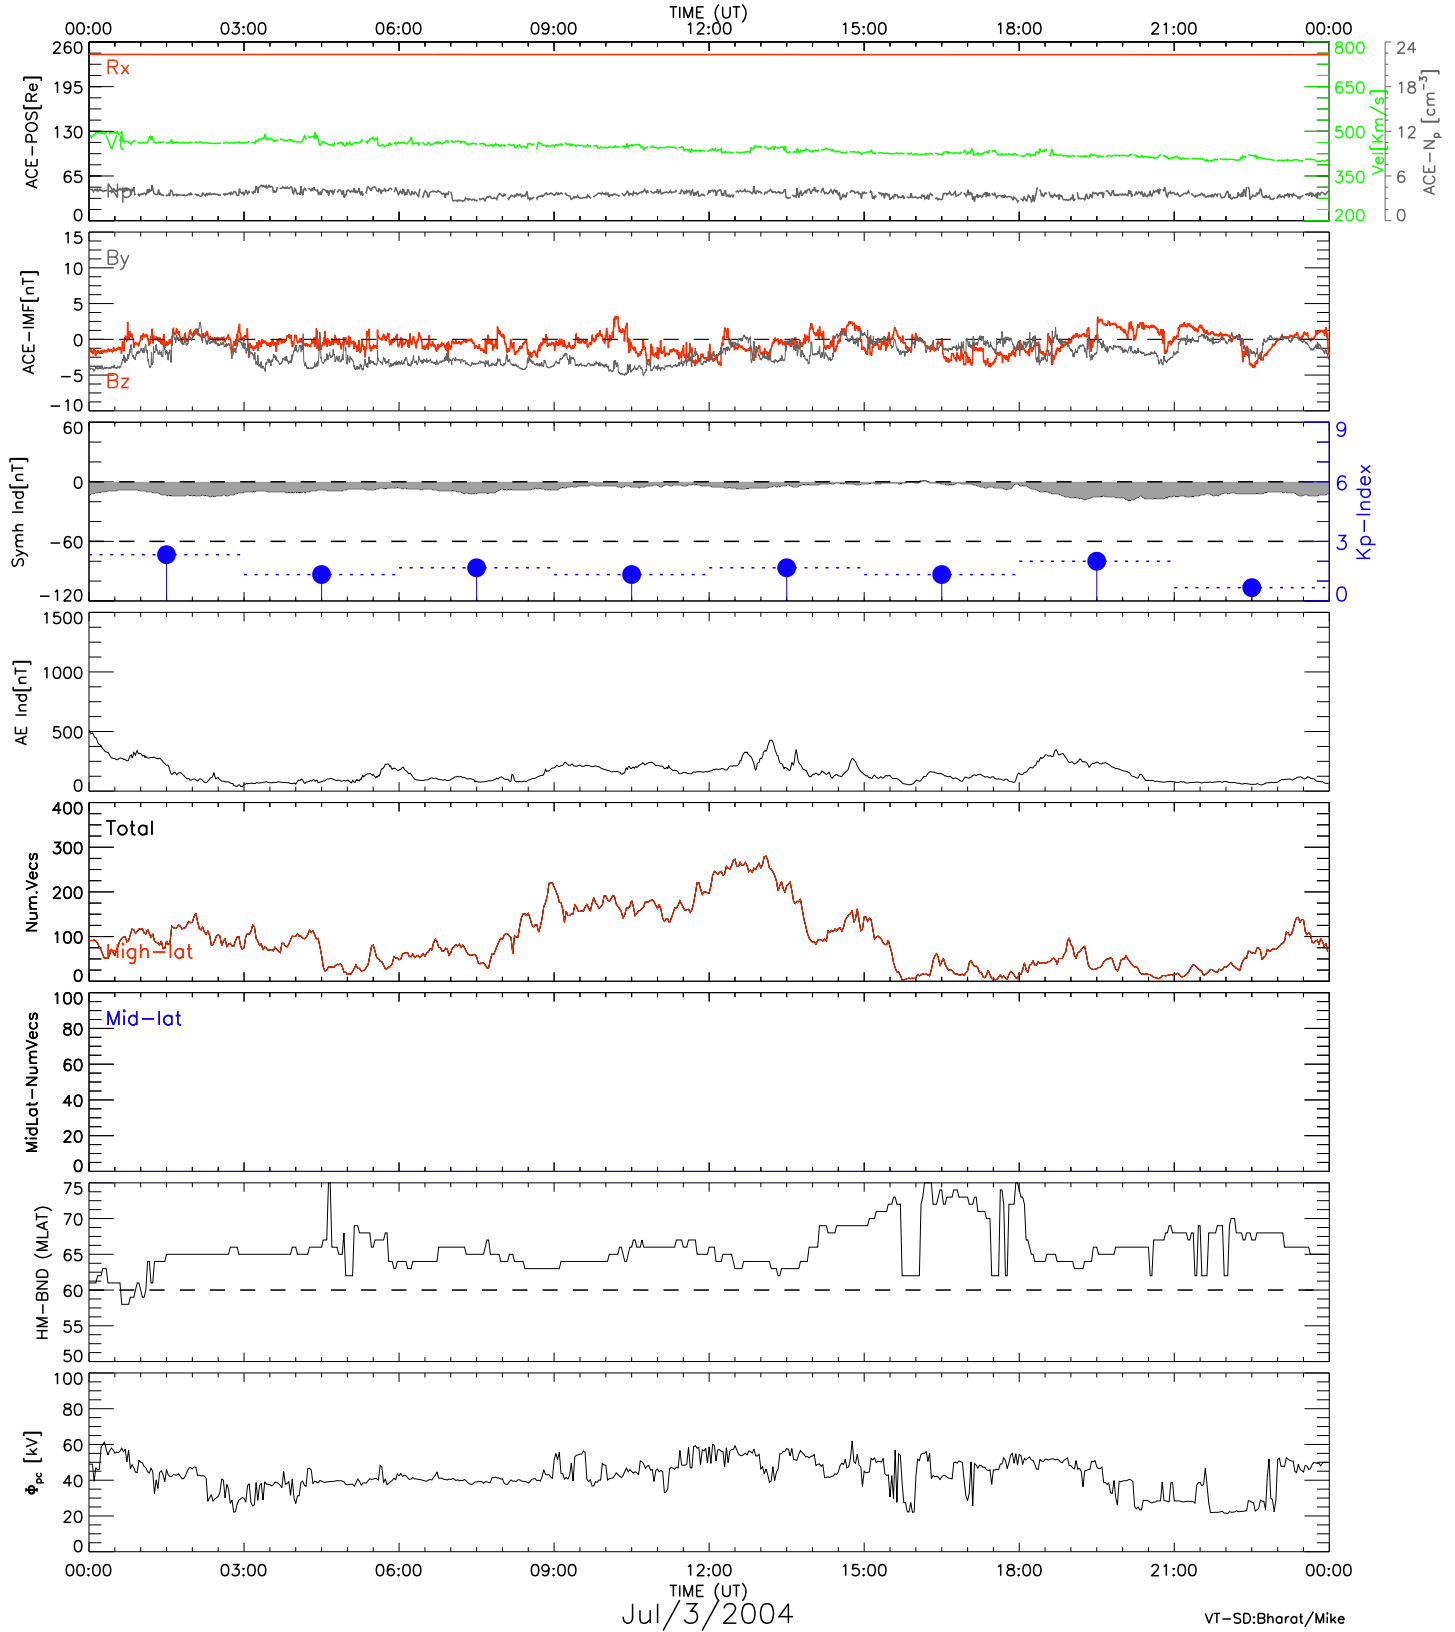 TIME (UT)
00:00 03:00 06:00 09:00 12:00 15:00 18:00 21:00 00:00
ACE-POS[Re]
260
195
130
65
0
Rx
V
Np
800
650
500
350
200
Vel[Km/s]
24
18
12
6
0
ACE-Np [cm-3]
ACE-IMF[nT]
15
10
5
0
-5
-10
By
Bz
Symh Ind[nT]
60
0
-60
-120
9
6
3
0
Kp-Index
AE Ind[nT]
1500
1000
500
0
Num.Vecs
400
300
200
100
0
Total
High-lat
MidLat-NumVecs
100
80
60
40
20
0
Mid-lat
HM-BND (MLAT)
75
70
65
60
55
50
Φpc [kV]
100
80
60
40
20
0
00:00 03:00 06:00 09:00 12:00 15:00 18:00 21:00 00:00
TIME (UT)
Jul/3/2004
VT-SD:Bharat/Mike